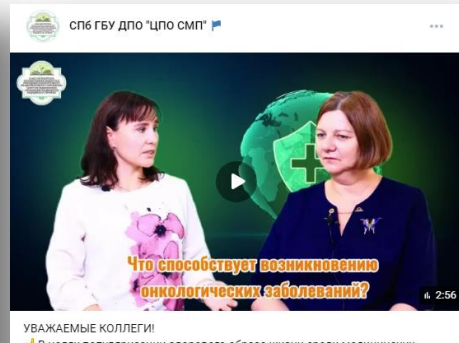 СПб ГБУ ДПО "ЦПО СМП"
Что способствует возникновению
онкологических заболеваний?
2:56
УВАЖАЕМЫЕ КОЛЛЕГИ!